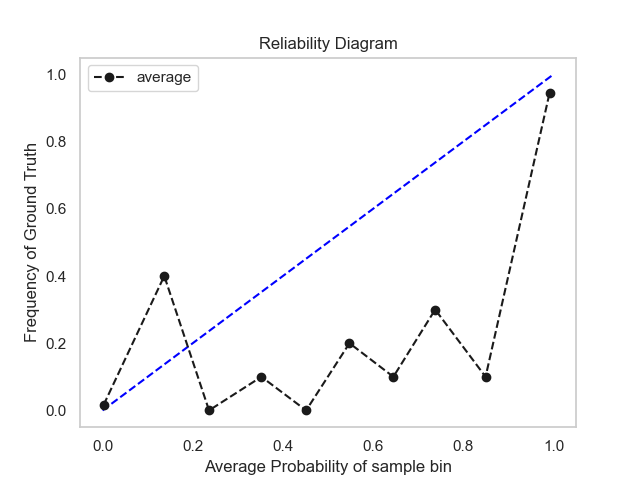 Reliability Diagram
average
Frequency of Ground Truth
1.0
0.8
0.6
0.4
0.2
0.0
0.0 0.2 0.4 0.6 0.8 1.0
Average Probability of sample bin